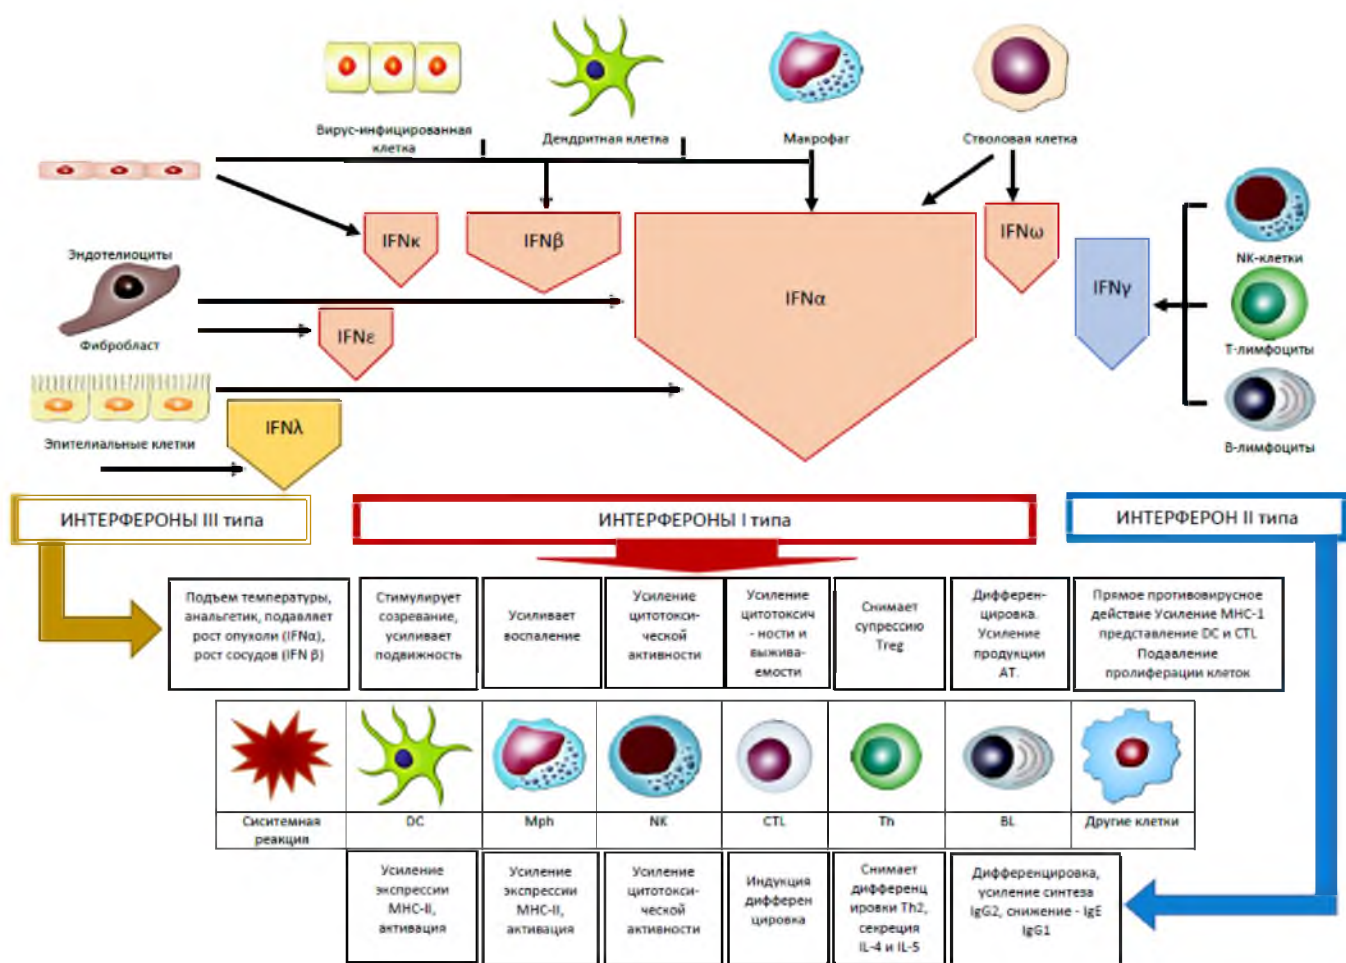 Вирус-инфицированная
клетка
Дендритная клетка
Макрофаг
Стволовая клетка
Эндотелиоциты
IFNκ
IFNβ
IFNα
IFNω
IFNγ
NK-клетки
Фибробласт
IFNε
Т-лимфоциты
Эпителиальные клетки
IFNλ
В-лимфоциты
ИНТЕРФЕРОНЫ III типа
ИНТЕРФЕРОНЫ I типа
ИНТЕРФЕРОН II типа
Подъем температуры,
анальгетик, подавляет
рост опухоли (IFNα),
рост сосудов (IFN β)
Стимулирует
созревание,
усиливает
подвижность
Усиливает
воспаление
Усиление
цитотокси-
ческой
активности
Усиление
цитотоксич
- ности и
выжива-
емости
Снимает
супрессию
Treg
Дифферен-
цировка.
Усиление
продукции
АТ.
Прямое противовирусное
действие Усиление МНС-1
представление DC и CTL
Подавление
пролиферации клеток
Сиситемная
реакция
DC
Mph
NK
CTL
Th
BL
Другие клетки
Усиление
экспрессии
МНС-II,
активация
Усиление
экспрессии
МНС-II,
активация
Усиление
цитотокси-
ческой
активности
Индукция
дифферен
цировка
Снимает
дифференц
ировки Th2,
секреция
IL-4 и IL-5
Дифференцировка,
усиление синтеза
IgG2, снижение - IgE
IgG1